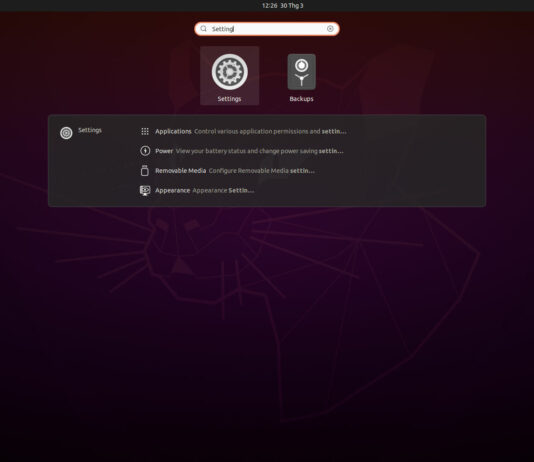 12:26 30 Thg 3
Setting
Settings
Backups
Settings
Applications Control various application permissions and settin...
Power View your battery status and change power saving settin...
Removable Media Configure Removable Media settin...
Appearance Appearance Settin...